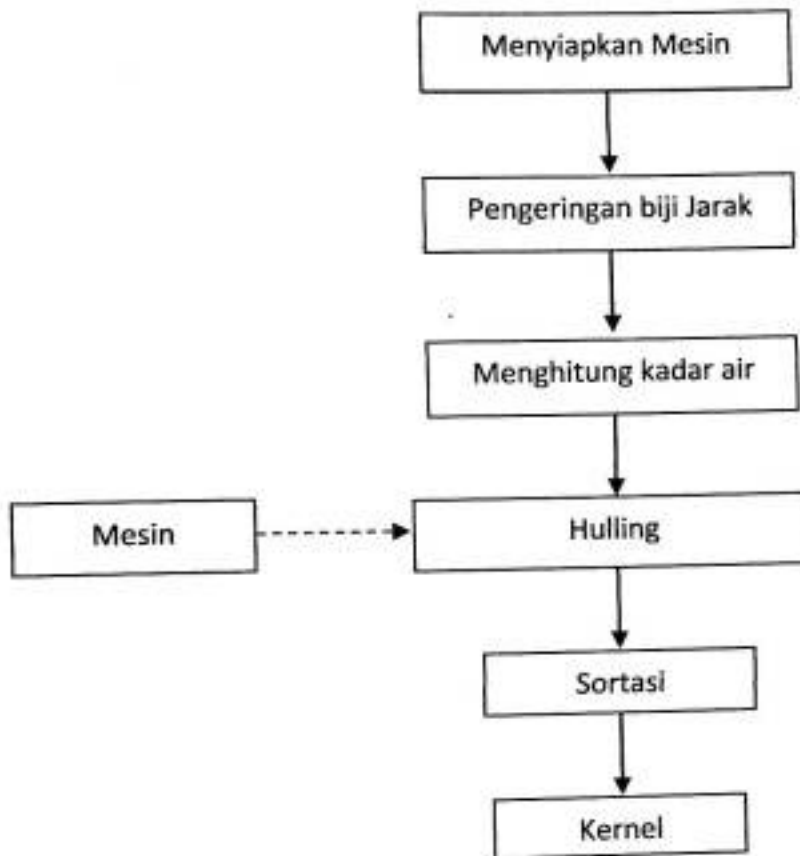 Menyiapkan Mesin
Pengeringan biji Jarak
Menghitung kadar air
Mesin
Hulling
Sortasi
Kernel